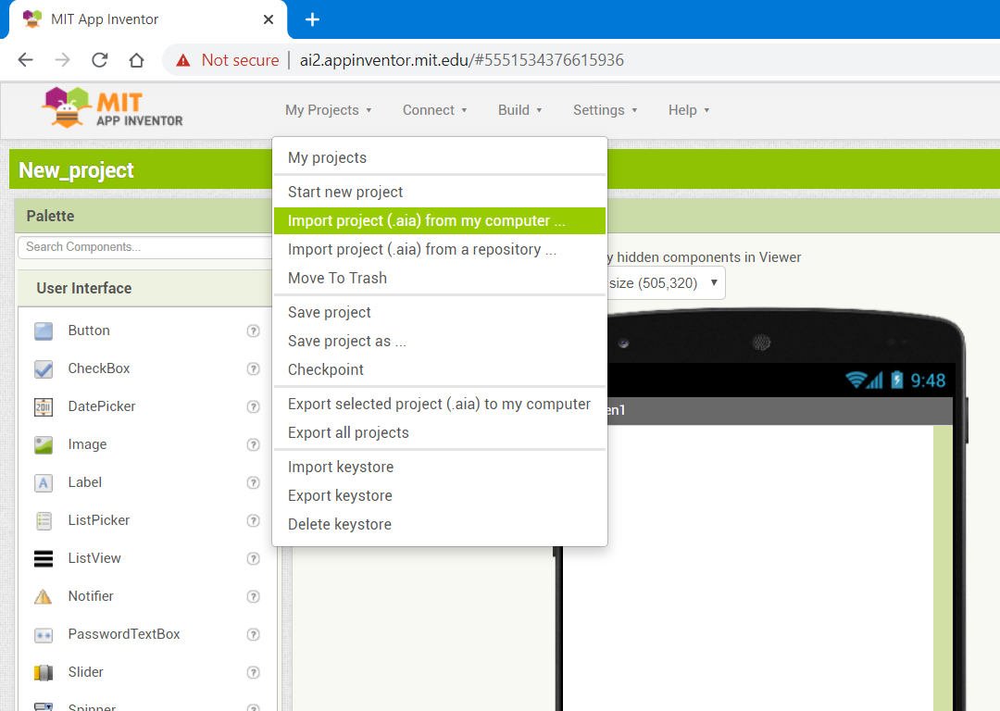 MIT App Inventor
Not secure
ai2.appinventor.mit.edu/#5551534376615936
MIT
APP INVENTOR
My Projects Connect Build Settings Help
New_project
My projects
Start new project
Import project (.aia) from my computer ...
Import project (.aia) from a repository ...
Move To Trash
Save project
Save project as ...
Checkpoint
Export selected project (.aia) to my computer
Export all projects
Import keystore
Export keystore
Delete keystore
Palette
Search Components...
User Interface
Button ?
CheckBox ?
2011 DatePicker ?
Image ?
A Label ?
ListPicker ?
ListView ?
Notifier ?
PasswordTextBox ?
Slider ?
Spinner ?
y hidden components in Viewer
size (505,320)
9:48
en1